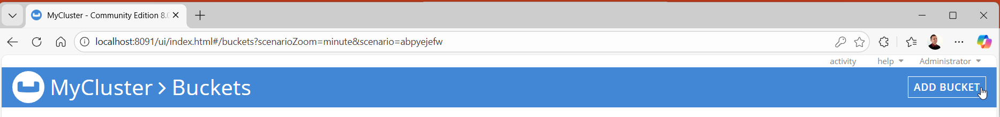 MyCluster - Community Edition 8.0
localhost:8091/ui/index.html#/buckets?scenarioZoom=minute&scenario=abpyejefw
activity help Administrator
MyCluster > Buckets ADD BUCKET